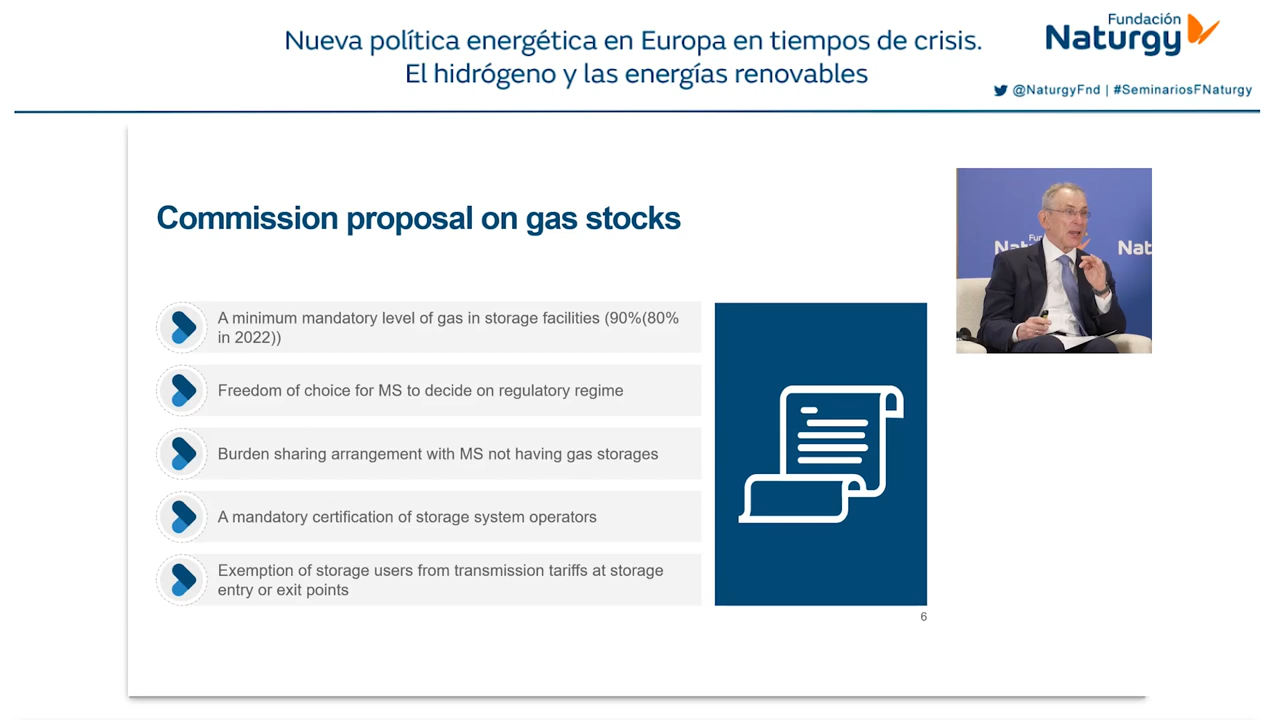 Nueva política energética en Europa en tiempos de crisis.
El hidrógeno y las energías renovables
Fundación
Naturgy
@NaturgyFnd | #SeminariosFNaturgy
Commission proposal on gas stocks
A minimum mandatory level of gas in storage facilities (90%(80%
in 2022))
Freedom of choice for MS to decide on regulatory regime
Burden sharing arrangement with MS not having gas storages
A mandatory certification of storage system operators
Exemption of storage users from transmission tariffs at storage
entry or exit points
6